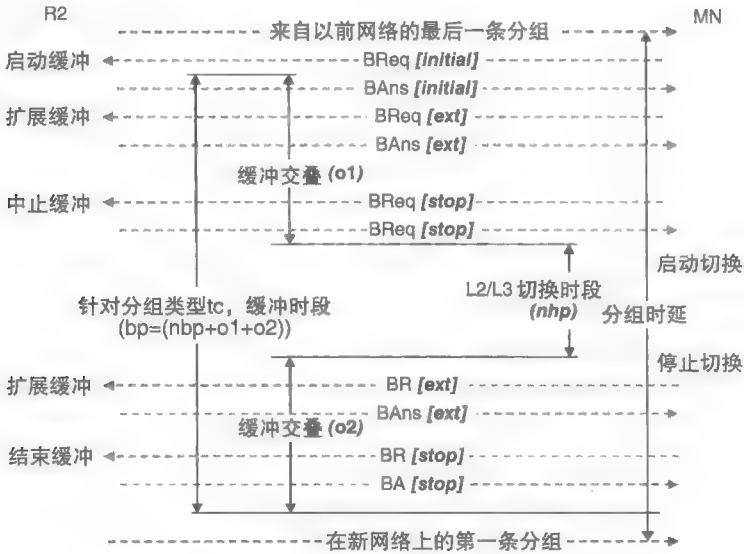 R2 MN
来自以前网络的最后一条分组
启动缓冲 BReq [initial]
BAns [initial]
扩展缓冲 BReq [ext]
BAns [ext]
缓冲交叠 (o1)
中止缓冲 BReq [stop]
BReq [stop]
启动切换
L2/L3 切换时段
(nhp)
针对分组类型tc，缓冲时段
(bp=(nbp+o1+o2))
分组时延
停止切换
扩展缓冲 BR [ext]
BAns [ext]
缓冲交叠 (o2)
结束缓冲 BR [stop]
BA [stop]
在新网络上的第一条分组